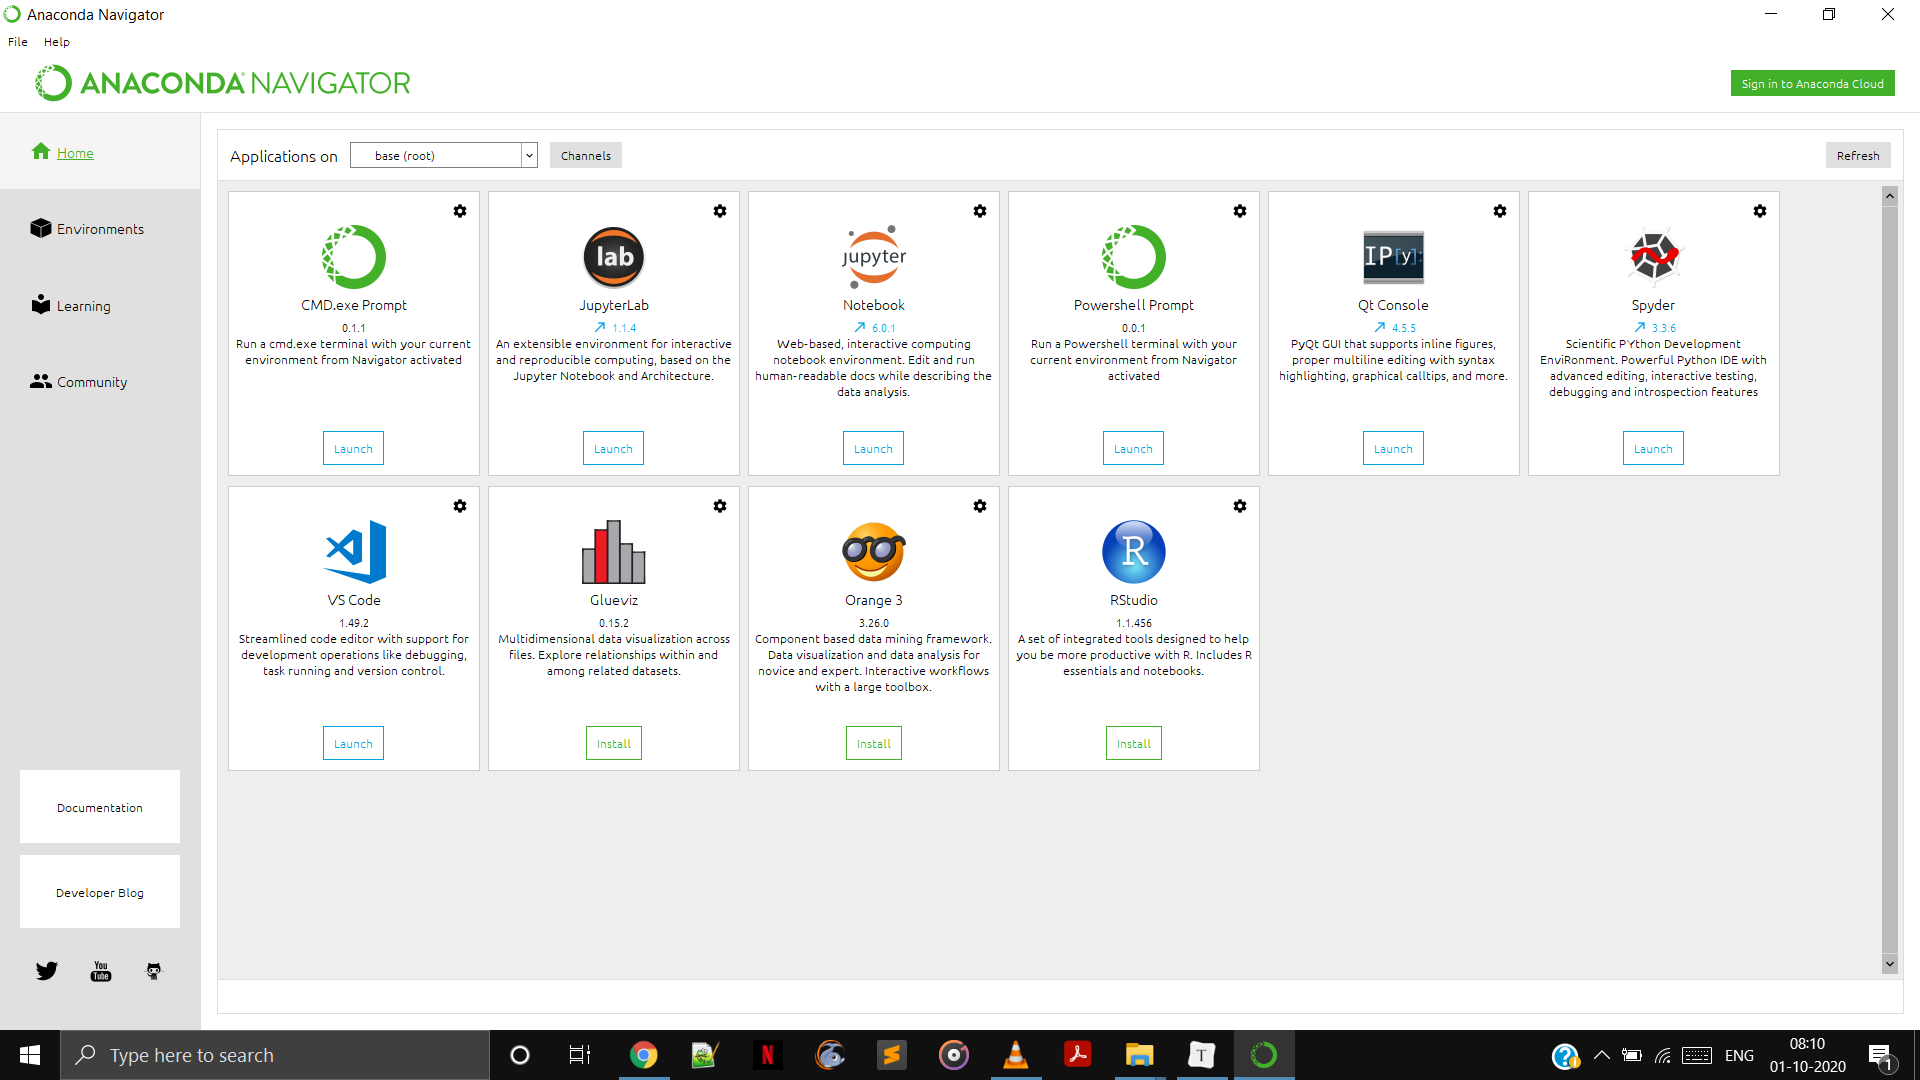 Anaconda Navigator
File Help
ANACONDA NAVIGATOR
Sign in to Anaconda Cloud
Home
Environments
Learning
Community
Documentation
Developer Blog
You
Tube
Applications on base (root) Channels Refresh
CMD.exe Prompt
0.1.1
Run a cmd.exe terminal with your current
environment from Navigator activated
Launch
lab
JupyterLab
1.1.4
An extensible environment for interactive
and reproducible computing, based on the
Jupyter Notebook and Architecture.
Launch
jupyter
Notebook
6.0.1
Web-based, interactive computing
notebook environment. Edit and run
human-readable docs while describing the
data analysis.
Launch
Powershell Prompt
0.0.1
Run a Powershell terminal with your
current environment from Navigator
activated
Launch
IP[y]:
Qt Console
4.5.5
PyQt GUI that supports inline figures,
proper multiline editing with syntax
highlighting, graphical calltips, and more.
Launch
Spyder
3.3.6
Scientific PYthon Development
EnviRonment. Powerful Python IDE with
advanced editing, interactive testing,
debugging and introspection features
Launch
VS Code
1.49.2
Streamlined code editor with support for
development operations like debugging,
task running and version control.
Launch
Glueviz
0.15.2
Multidimensional data visualization across
files. Explore relationships within and
among related datasets.
Install
Orange 3
3.26.0
Component based data mining framework.
Data visualization and data analysis for
novice and expert. Interactive workflows
with a large toolbox.
Install
R
RStudio
1.1.456
A set of integrated tools designed to help
you be more productive with R. Includes R
essentials and notebooks.
Install
Type here to search
N
S
T
?
ENG
08:10
01-10-2020
1